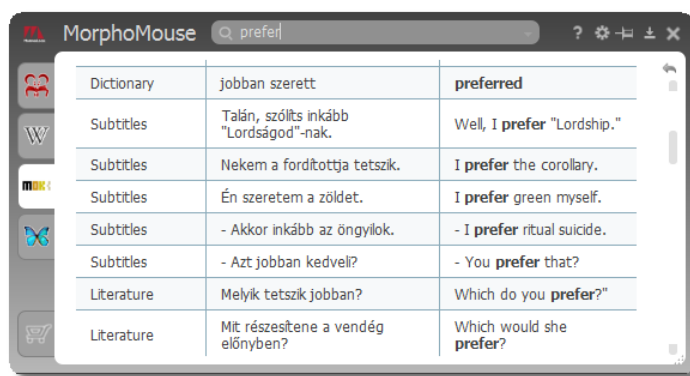 MorphoMouse prefer ?
Dictionary jobban szerett preferred
Subtitles Talán, szólíts inkább "Lordságod"-nak. Well, I prefer "Lordship."
Subtitles Nekem a fordítottja tetszik. I prefer the corollary.
Subtitles Én szeretem a zöldet. I prefer green myself.
Subtitles - Akkor inkább az öngyilok. - I prefer ritual suicide.
Subtitles - Azt jobban kedveli? - You prefer that?
Literature Melyik tetszik jobban? Which do you prefer?"
Literature Mit részesítene a vendég előnyben? Which would she prefer?
W